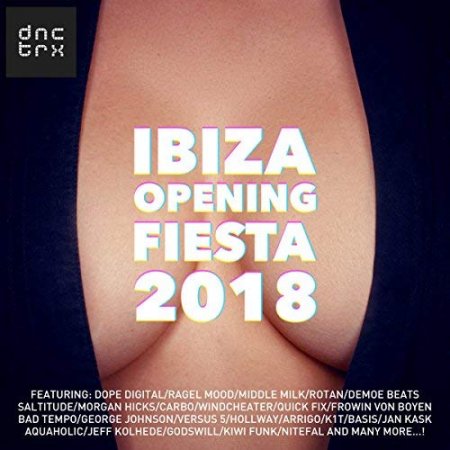 dnc
trx
IBIZA
OPENING
FIESTA
2018
FEATURING: DOPE DIGITAL/RAGEL MOOD/MIDDLE MILK/ROTAN/DEMOE BEATS
SALTITUDE/MORGAN HICKS/CARBO/WINDCHEATER/QUICK FIX/FROWIN VON BOYEN
BAD TEMPO/GEORGE JOHNSON/VERSUS 5/HOLLWAY/ARRIGO/K1T/BASIS/JAN KASK
AQUAHOLIC/JEFF KOLHEDE/GODSWILL/KIWI FUNK/NITEFAL AND MANY MORE...!